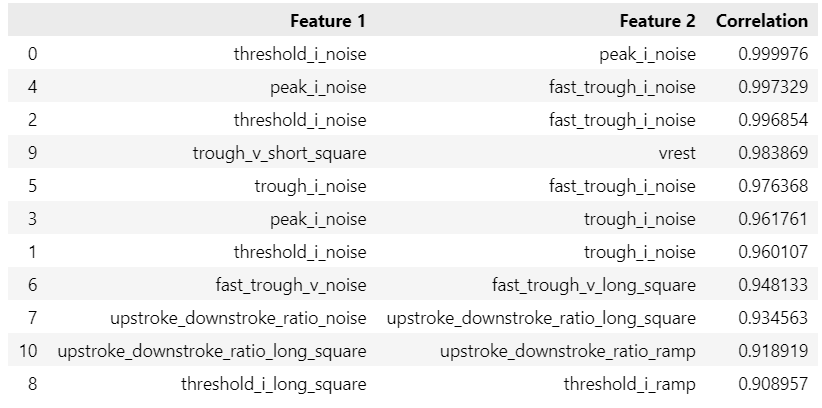 Feature 1 Feature 2 Correlation
0 threshold_i_noise peak_i_noise 0.999976
4 peak_i_noise fast_trough_i_noise 0.997329
2 threshold_i_noise fast_trough_i_noise 0.996854
9 trough_v_short_square vrest 0.983869
5 trough_i_noise fast_trough_i_noise 0.976368
3 peak_i_noise trough_i_noise 0.961761
1 threshold_i_noise trough_i_noise 0.960107
6 fast_trough_v_noise fast_trough_v_long_square 0.948133
7 upstroke_downstroke_ratio_noise upstroke_downstroke_ratio_long_square 0.934563
10 upstroke_downstroke_ratio_long_square upstroke_downstroke_ratio_ramp 0.918919
8 threshold_i_long_square threshold_i_ramp 0.908957